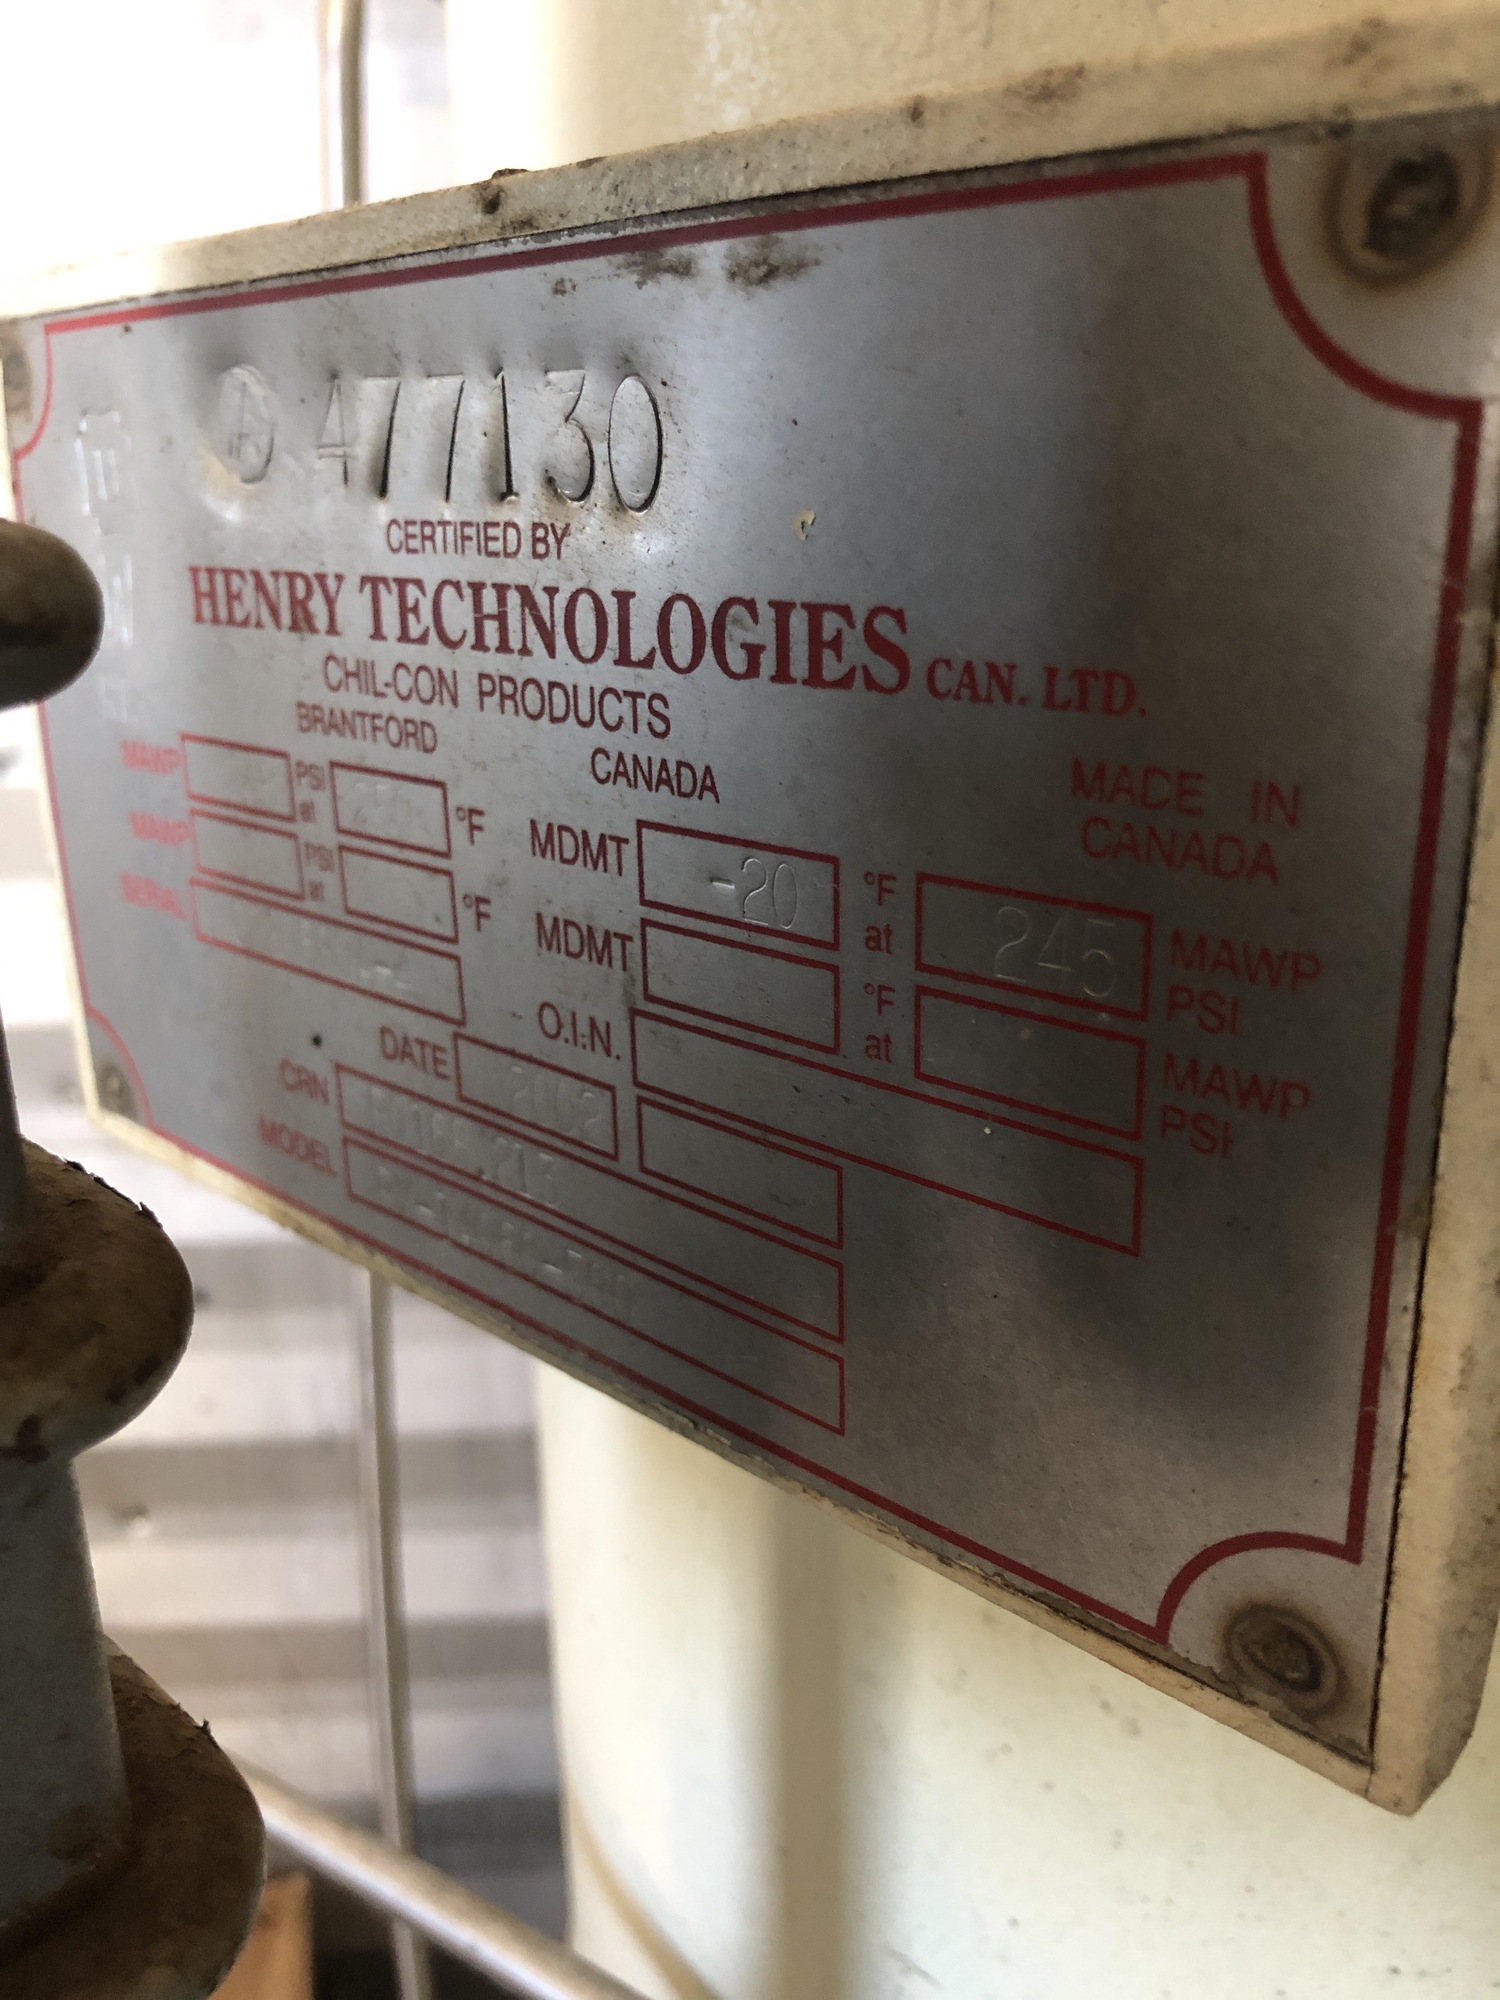 477130
CERTIFIED BY
HENRY TECHNOLOGIES CAN. LTD.
CHIL-CON PRODUCTS
BRANTFORD CANADA
MADE IN
CANADA
MAWP PSI at °F MDMT -20 °F at 245 MAWP PSI
MAWP PSI at °F MDMT °F at MAWP PSI
SERIAL
O.I.N.
DATE 2002
CRN
MODEL